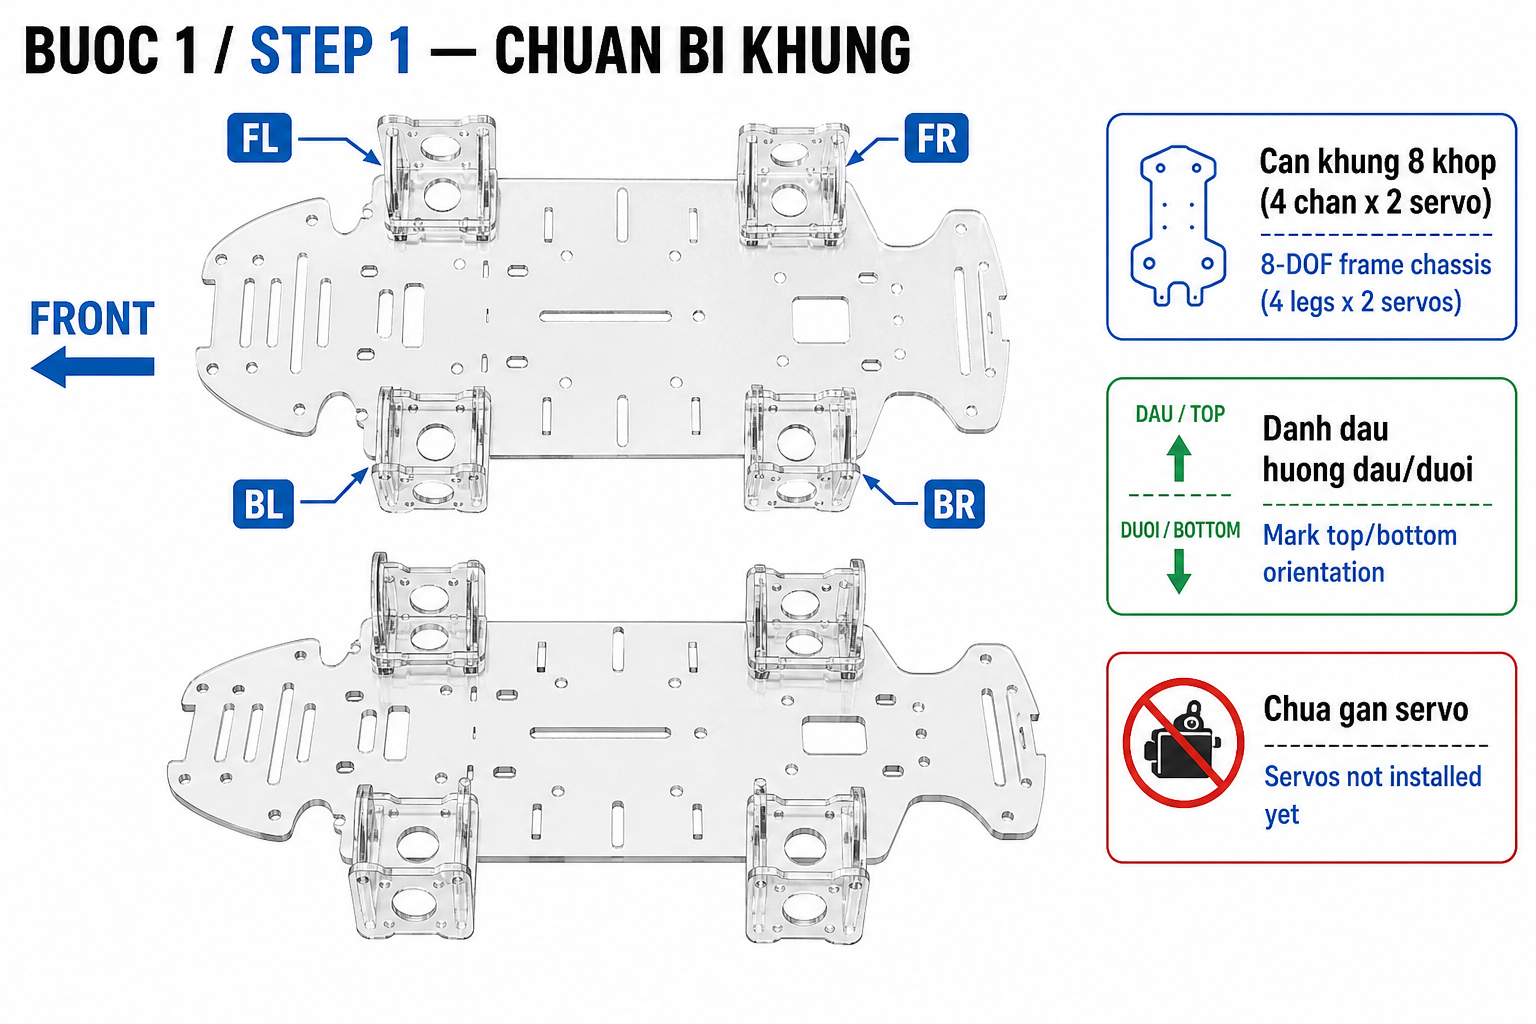 BUOC 1 / STEP 1 — CHUAN BI KHUNG
FL
FR
FRONT
BL
BR
Can khung 8 khop
(4 chan x 2 servo)
8-DOF frame chassis
(4 legs x 2 servos)
DAU / TOP
DUOI / BOTTOM
Danh dau
huong dau/duoi
Mark top/bottom
orientation
Chua gan servo
Servos not installed
yet